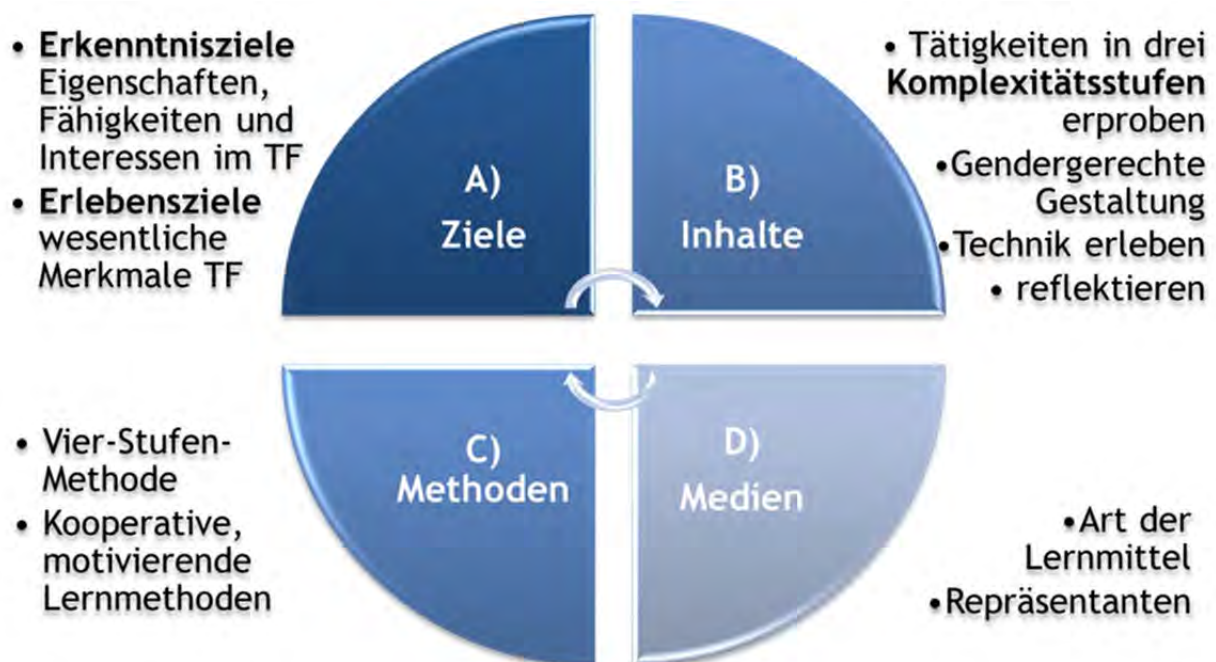 • Erkenntnisziele
Eigenschaften,
Fähigkeiten und
Interessen im TF
• Erlebensziele
wesentliche
Merkmale TF
A)
Ziele
B)
Inhalte
• Tätigkeiten in drei
Komplexitätsstufen
erproben
•Gendergerechte
Gestaltung
•Technik erleben
• reflektieren
• Vier-Stufen-
Methode
• Kooperative,
motivierende
Lernmethoden
C)
Methoden
D)
Medien
•Art der
Lernmittel
•Repräsentanten